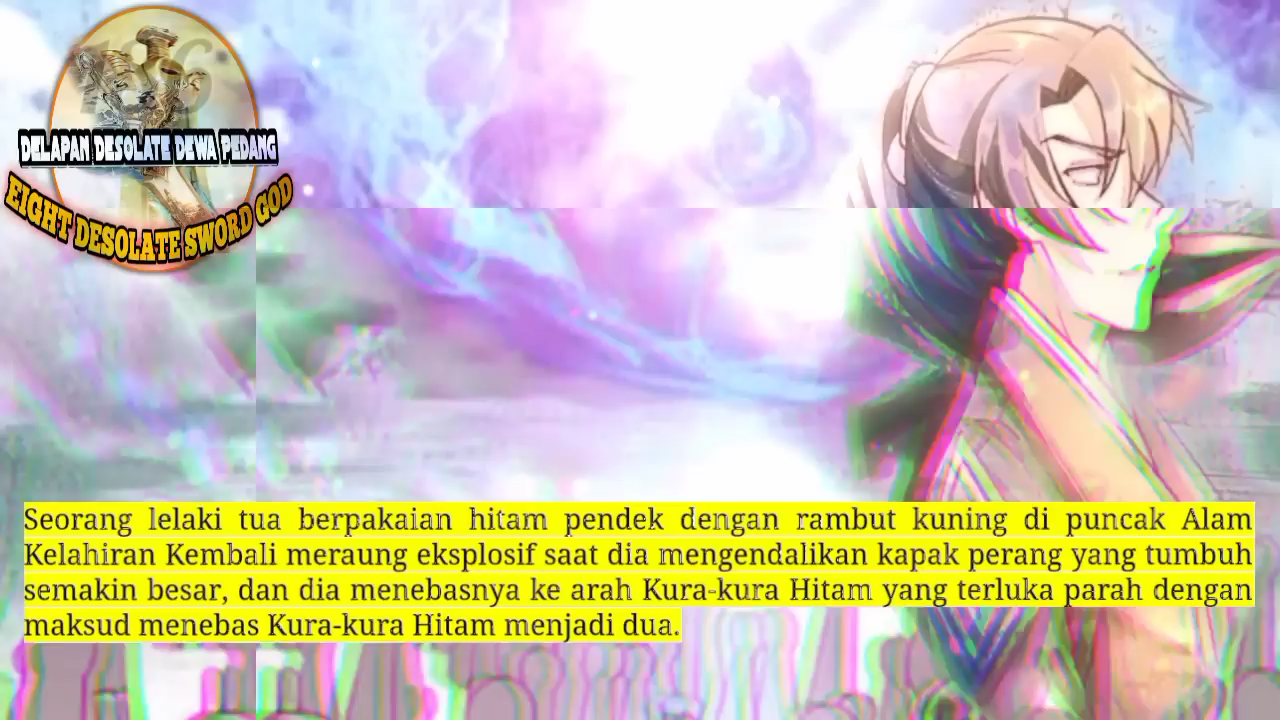 DELAPAN DESOLATE DEWA PEDANG
EIGHT DESOLATE SWORD GOD
Seorang lelaki tua berpakaian hitam pendek dengan rambut kuning di puncak Alam
Kelahiran Kembali meraung eksplosif saat dia mengendalikan kapak perang yang tumbuh
semakin besar, dan dia menebasnya ke arah Kura-kura Hitam yang terluka parah dengan
maksud menebas Kura-kura Hitam menjadi dua.